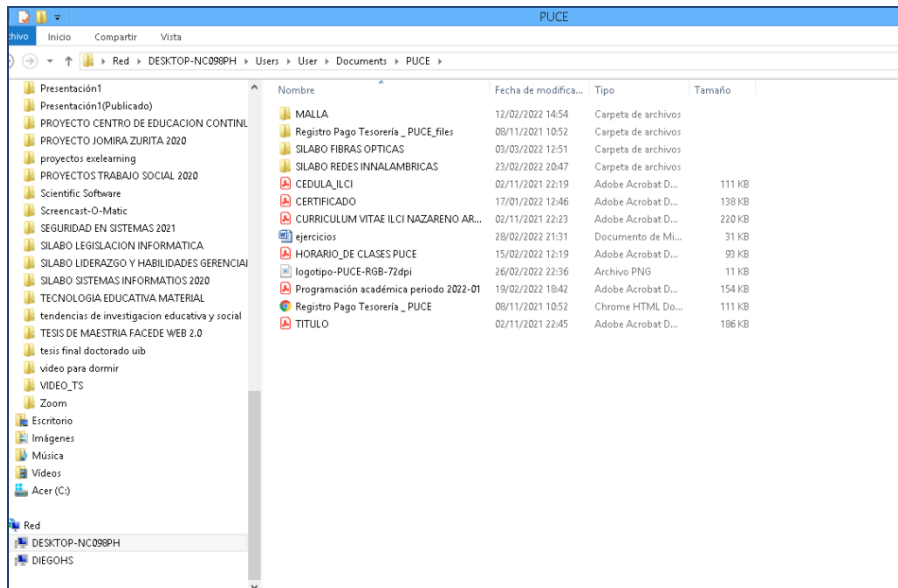 PUCE
chivo Inicio Compartir Vista
Red ▸ DESKTOP-NC098PH ▸ Users ▸ User ▸ Documents ▸ PUCE ▸
Presentación1
Presentación1(Publicado)
PROYECTO CENTRO DE EDUCACION CONTINU
PROYECTO JOMIRA ZURITA 2020
proyectos exelearning
PROYECTOS TRABAJO SOCIAL 2020
Scientific Software
Screencast-O-Matic
SEGURIDAD EN SISTEMAS 2021
SILABO LEGISLACION INFORMATICA
SILABO LIDERAZGO Y HABILIDADES GERENCIAI
SILABO SISTEMAS INFORMATIOS 2020
TECNOLOGIA EDUCATIVA MATERIAL
tendencias de investigacion educativa y social
TESIS DE MAESTRIA FACEDE WEB 2.0
tesis final doctorado uib
video para dormir
VIDEO_TS
Zoom
Escritorio
Imágenes
Música
Vídeos
Acer (C:)
Red
DESKTOP-NC098PH
DIEGOHS
Nombre Fecha de modifica... Tipo Tamaño
MALLA 12/02/2022 14:54 Carpeta de archivos
Registro Pago Tesorería _ PUCE_files 08/11/2021 10:52 Carpeta de archivos
SILABO FIBRAS OPTICAS 03/03/2022 12:51 Carpeta de archivos
SILABO REDES INNALAMBRICAS 23/02/2022 20:47 Carpeta de archivos
CEDULA_ILCI 02/11/2021 22:19 Adobe Acrobat D... 111 KB
CERTIFICADO 17/01/2022 12:46 Adobe Acrobat D... 138 KB
CURRICULUM VITAE ILCI NAZARENO AR... 02/11/2021 22:23 Adobe Acrobat D... 220 KB
ejercicios 28/02/2022 21:31 Documento de Mi... 31 KB
HORARIO_DE CLASES PUCE 15/02/2022 12:19 Adobe Acrobat D... 93 KB
logotipo-PUCE-RGB-72dpi 26/02/2022 22:36 Archivo PNG 11 KB
Programación académica periodo 2022-01 19/02/2022 18:42 Adobe Acrobat D... 154 KB
Registro Pago Tesorería _ PUCE 08/11/2021 10:52 Chrome HTML Do... 111 KB
TITULO 02/11/2021 22:45 Adobe Acrobat D... 186 KB